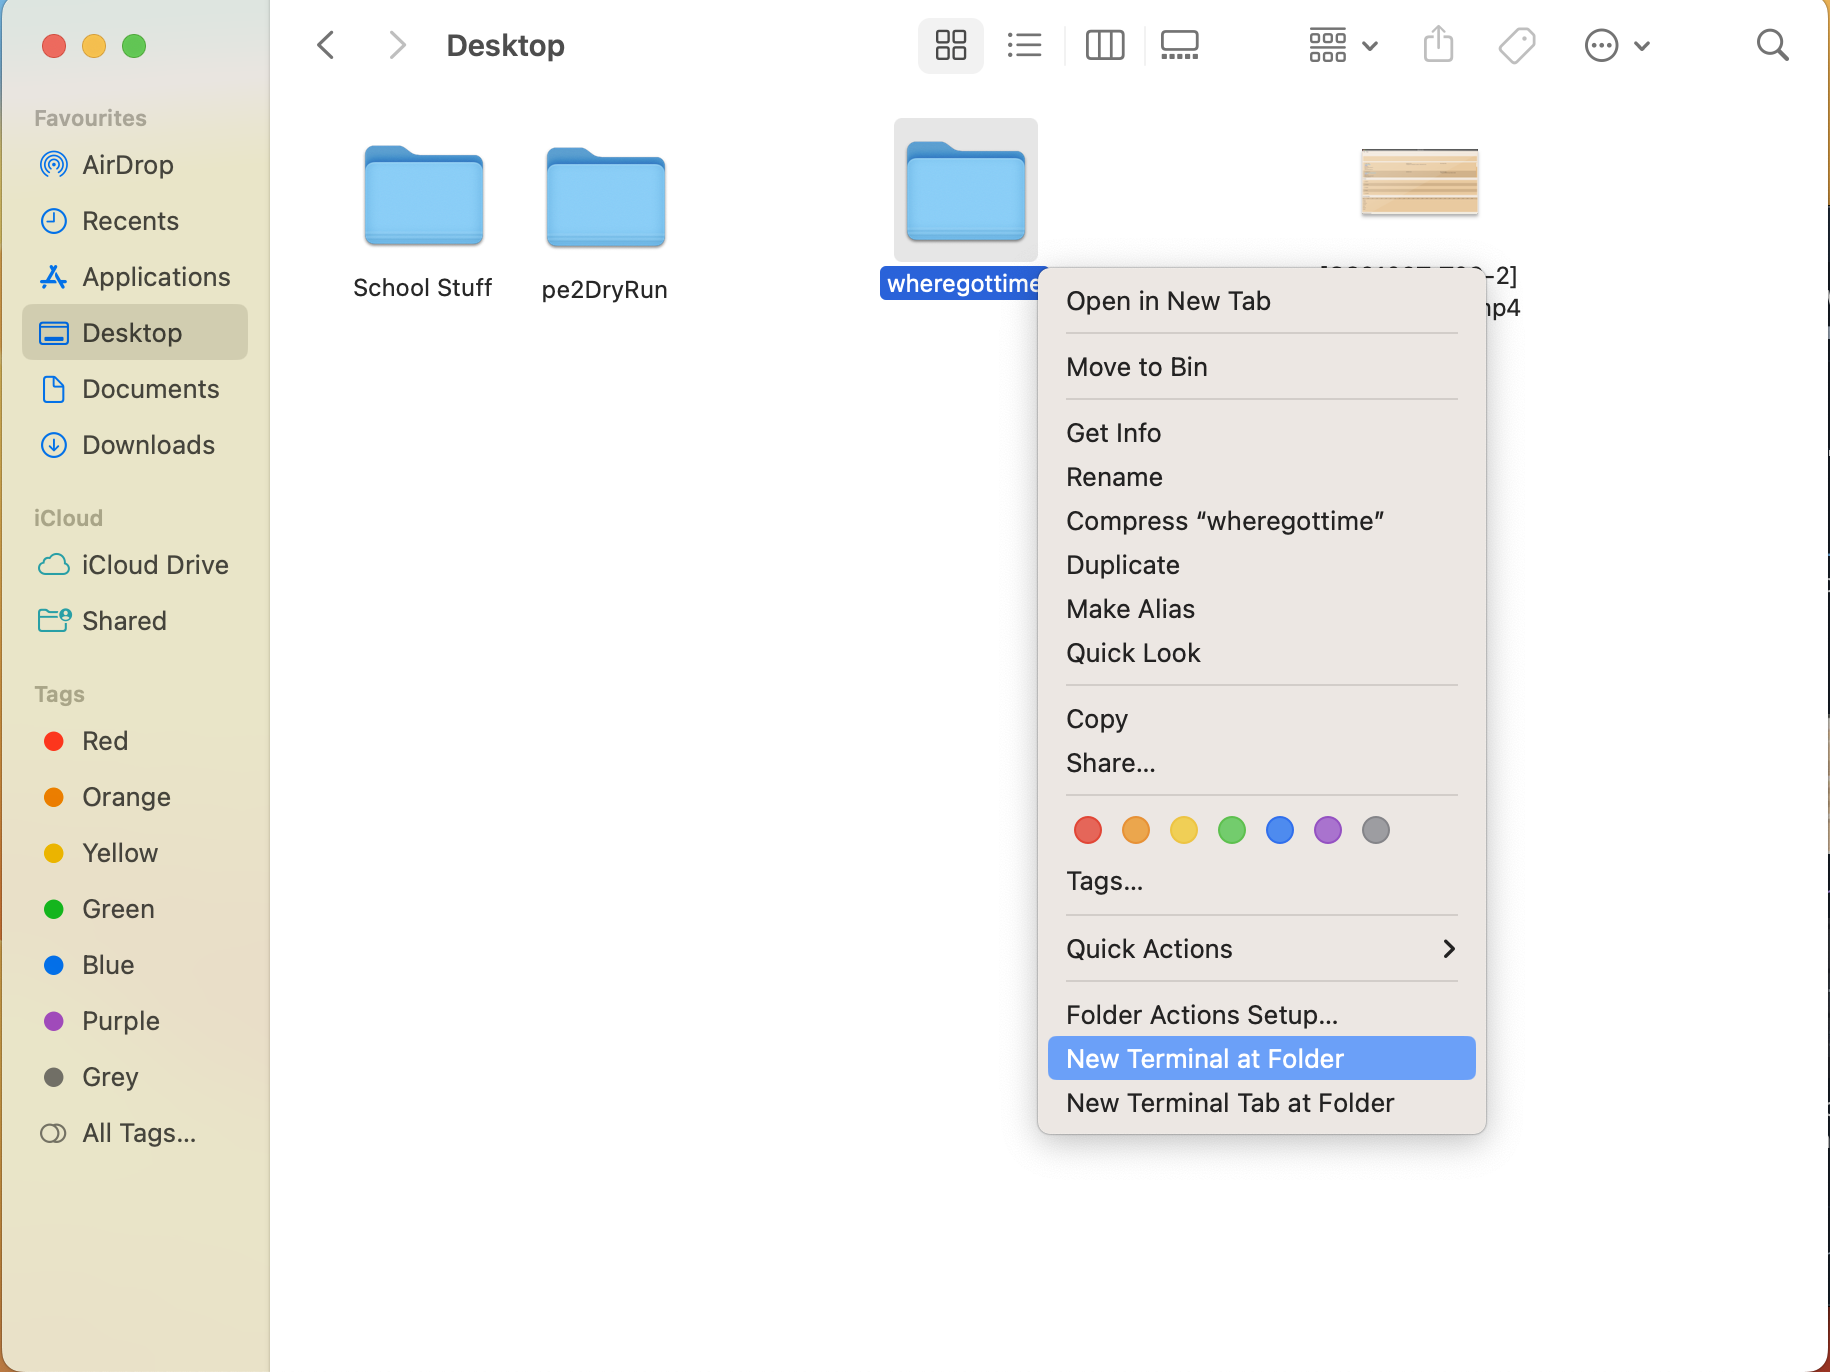 Desktop
Favourites
AirDrop
Recents
Applications
Desktop
Documents
Downloads
iCloud
iCloud Drive
Shared
Tags
Red
Orange
Yellow
Green
Blue
Purple
Grey
All Tags...
School Stuff
pe2DryRun
wheregottime
-2]
mp4
Open in New Tab
Move to Bin
Get Info
Rename
Compress “wheregottime”
Duplicate
Make Alias
Quick Look
Copy
Share...
Tags...
Quick Actions
Folder Actions Setup...
New Terminal at Folder
New Terminal Tab at Folder